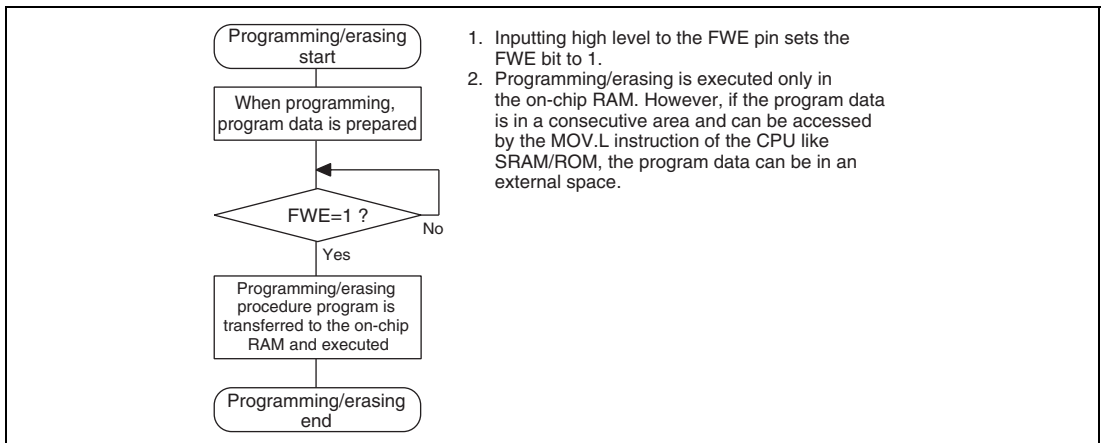 Programming/erasing
start
When programming,
program data is prepared
FWE=1 ?
No
Yes
Programming/erasing
procedure program is
transferred to the on-chip
RAM and executed
Programming/erasing
end
1. Inputting high level to the FWE pin sets the
FWE bit to 1.
2. Programming/erasing is executed only in
the on-chip RAM. However, if the program data
is in a consecutive area and can be accessed
by the MOV.L instruction of the CPU like
SRAM/ROM, the program data can be in an
external space.